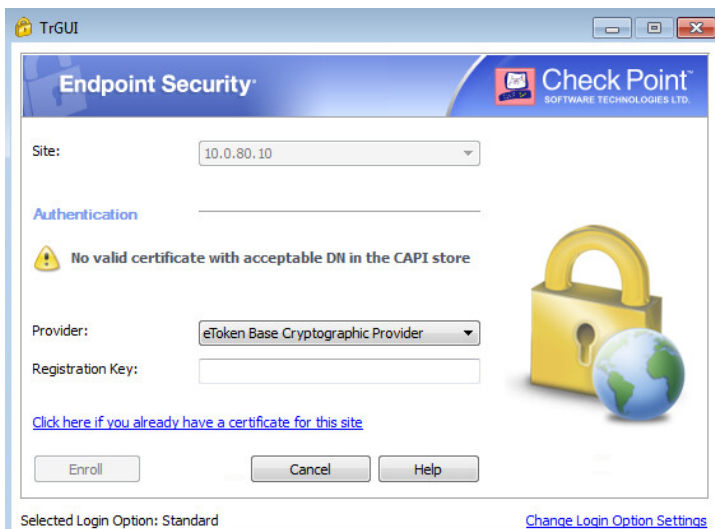 TrGUI
Endpoint Security
Check Point™
SOFTWARE TECHNOLOGIES LTD.
Site:
10.0.80.10
Authentication
No valid certificate with acceptable DN in the CAPI store
Provider:
eToken Base Cryptographic Provider
Registration Key:
Click here if you already have a certificate for this site
Enroll
Cancel
Help
Selected Login Option: Standard
Change Login Option Settings